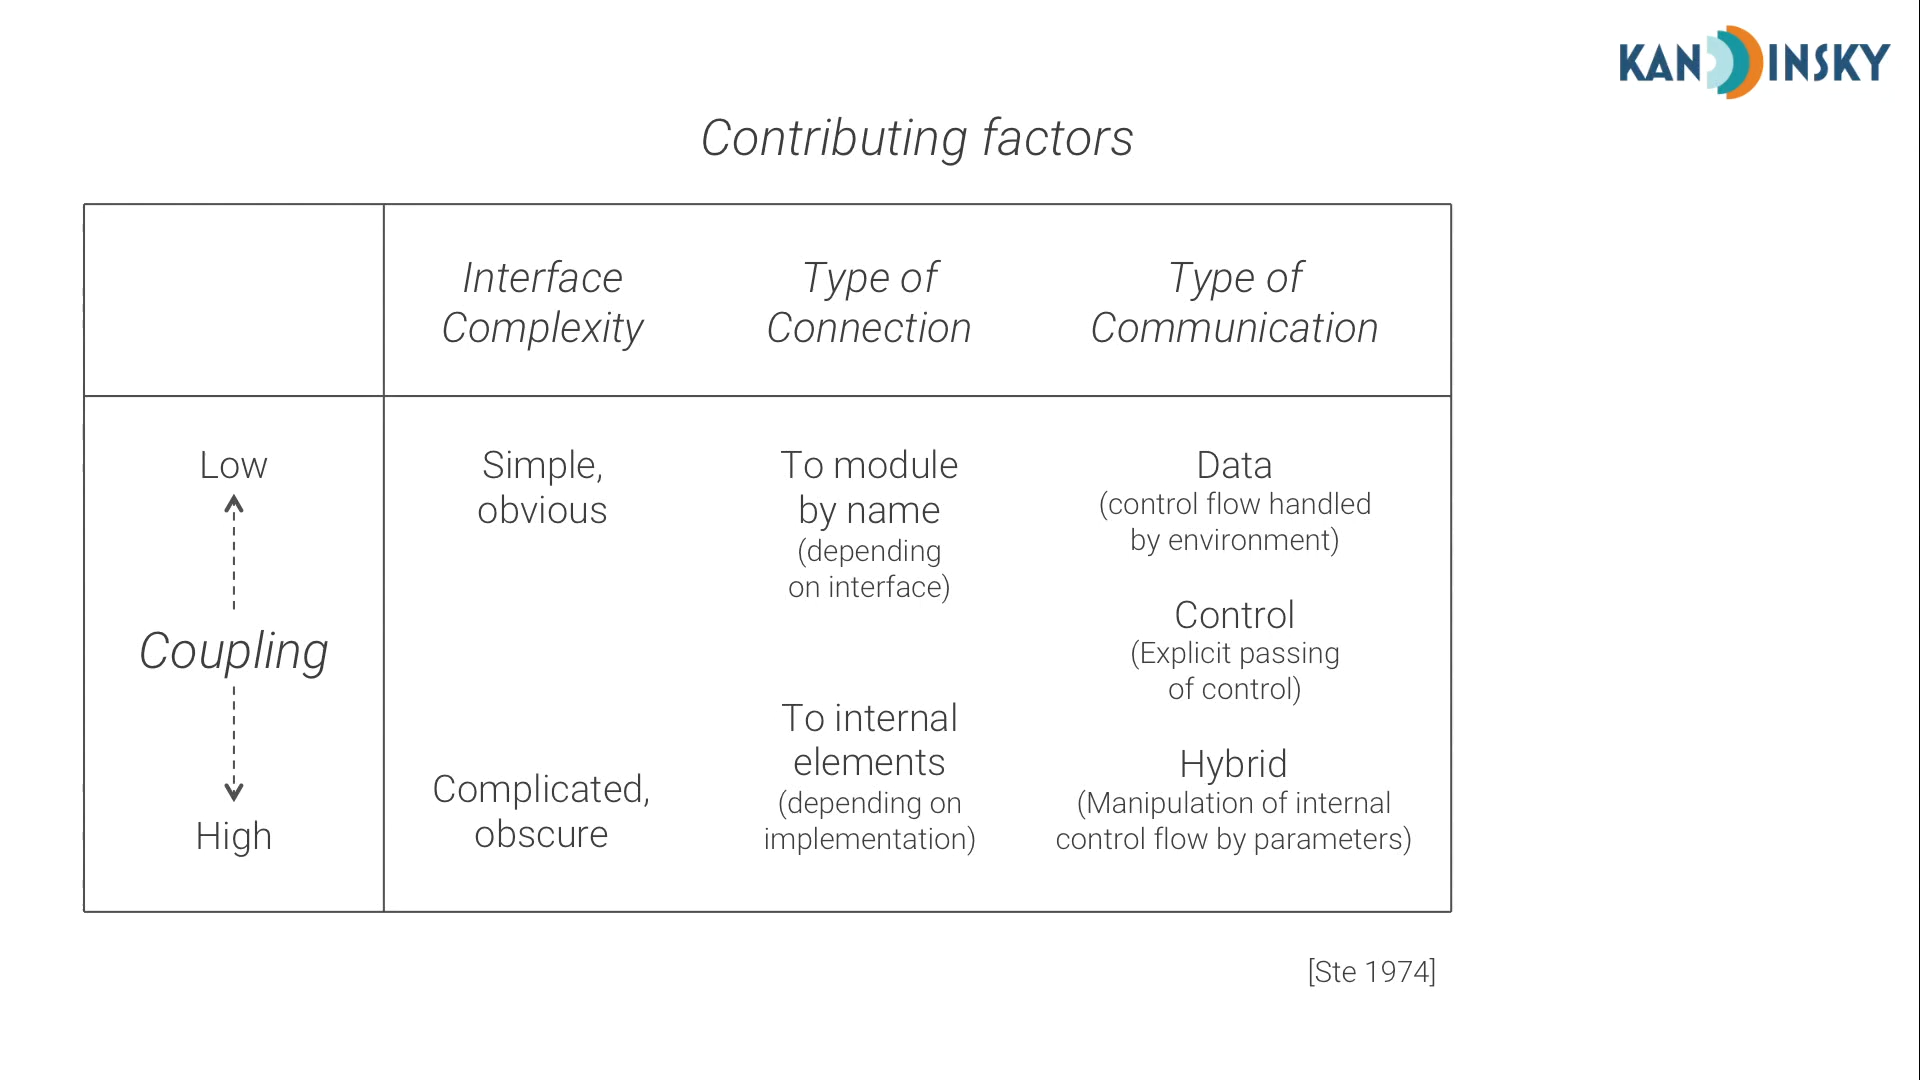 KANDINSKY
Contributing factors
Interface
Complexity
Type of
Connection
Type of
Communication
Low
Coupling
High
Simple,
obvious
Complicated,
obscure
To module
by name
(depending
on interface)
To internal
elements
(depending on
implementation)
Data
(control flow handled
by environment)
Control
(Explicit passing
of control)
Hybrid
(Manipulation of internal
control flow by parameters)
[Ste 1974]